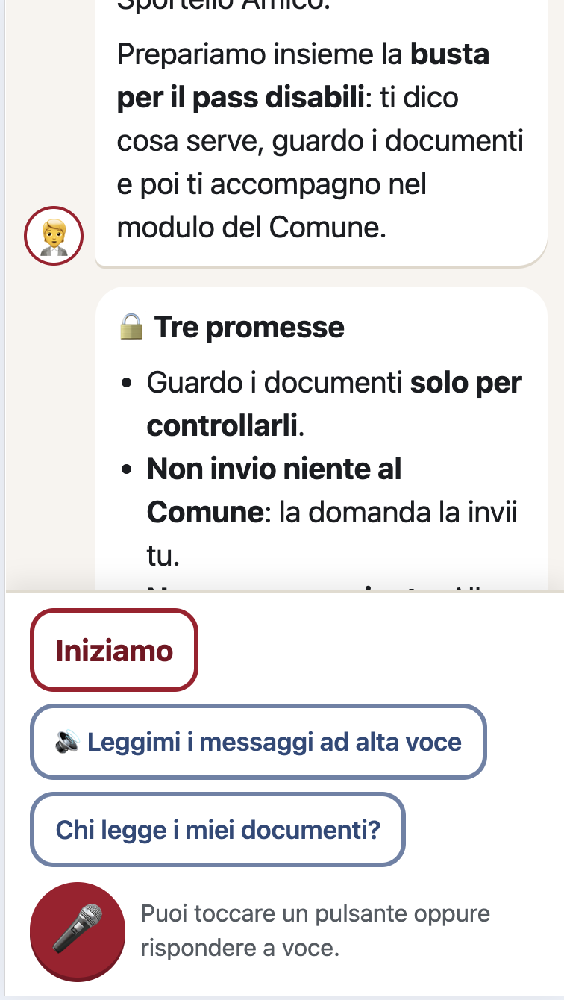 Sportello Amico.
Prepariamo insieme la busta
per il pass disabili: ti dico
cosa serve, guardo i documenti
e poi ti accompagno nel
modulo del Comune.
Tre promesse
• Guardo i documenti solo per
controllarli.
• Non invio niente al
Comune: la domanda la invii
tu.
Iniziamo
Leggimi i messaggi ad alta voce
Chi legge i miei documenti?
Puoi toccare un pulsante oppure
rispondere a voce.